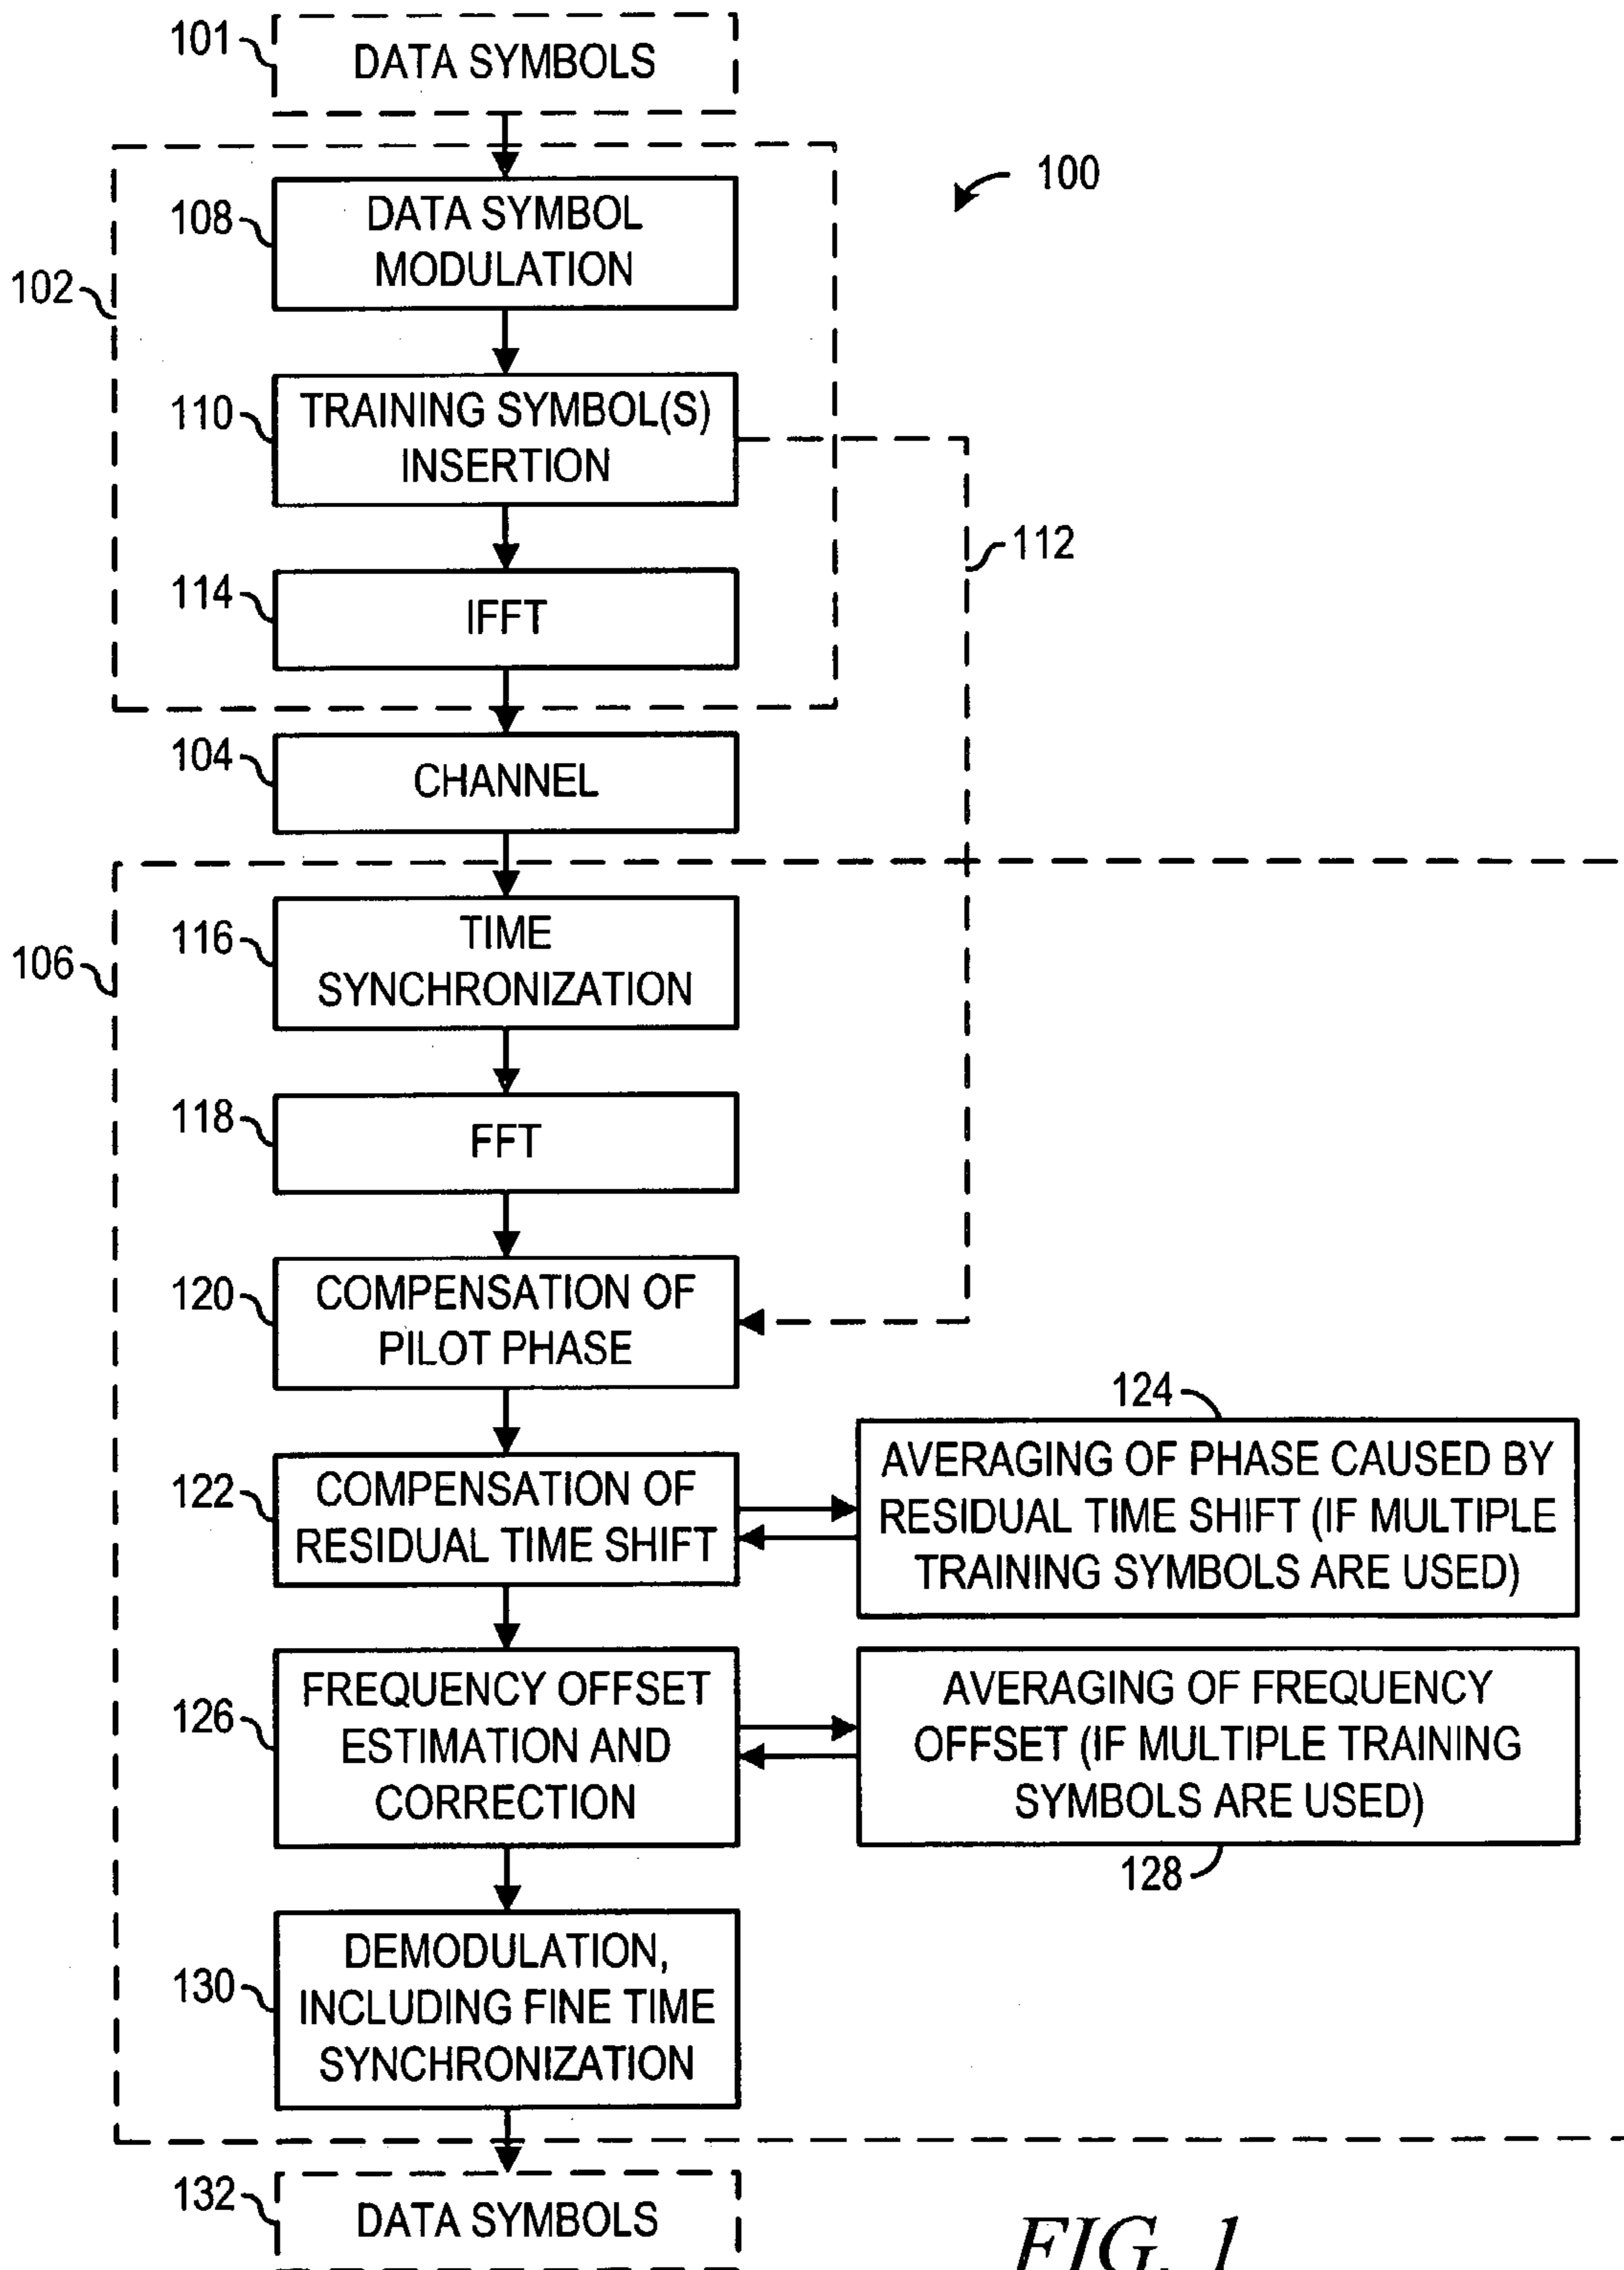 101
DATA SYMBOLS
100
108
DATA SYMBOL
MODULATION
102
110
TRAINING SYMBOL(S)
INSERTION
112
114
IFFT
104
CHANNEL
106
116
TIME
SYNCHRONIZATION
118
FFT
120
COMPENSATION OF
PILOT PHASE
122
COMPENSATION OF
RESIDUAL TIME SHIFT
124
AVERAGING OF PHASE CAUSED BY
RESIDUAL TIME SHIFT (IF MULTIPLE
TRAINING SYMBOLS ARE USED)
126
FREQUENCY OFFSET
ESTIMATION AND
CORRECTION
AVERAGING OF FREQUENCY
OFFSET (IF MULTIPLE TRAINING
SYMBOLS ARE USED)
128
130
DEMODULATION,
INCLUDING FINE TIME
SYNCHRONIZATION
132
DATA SYMBOLS
FIG. 1